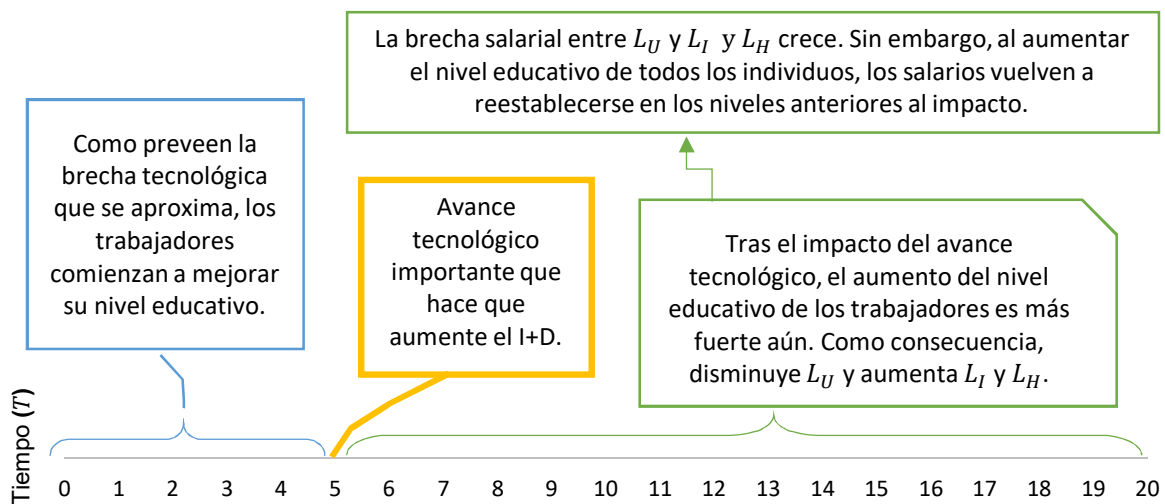 La brecha salarial entre L_U y L_I y L_H crece. Sin embargo, al aumentar
el nivel educativo de todos los individuos, los salarios vuelven a
reestablecerse en los niveles anteriores al impacto.
Como preveen la
brecha tecnológica
que se aproxima, los
trabajadores
comienzan a mejorar
su nivel educativo.
Avance
tecnológico
importante que
hace que
aumente el I+D.
Tras el impacto del avance
tecnológico, el aumento del nivel
educativo de los trabajadores es más
fuerte aún. Como consecuencia,
disminuye L_U y aumenta L_I y L_H.
Tiempo (T)
0 1 2 3 4 5 6 7 8 9 10 11 12 13 14 15 16 17 18 19 20